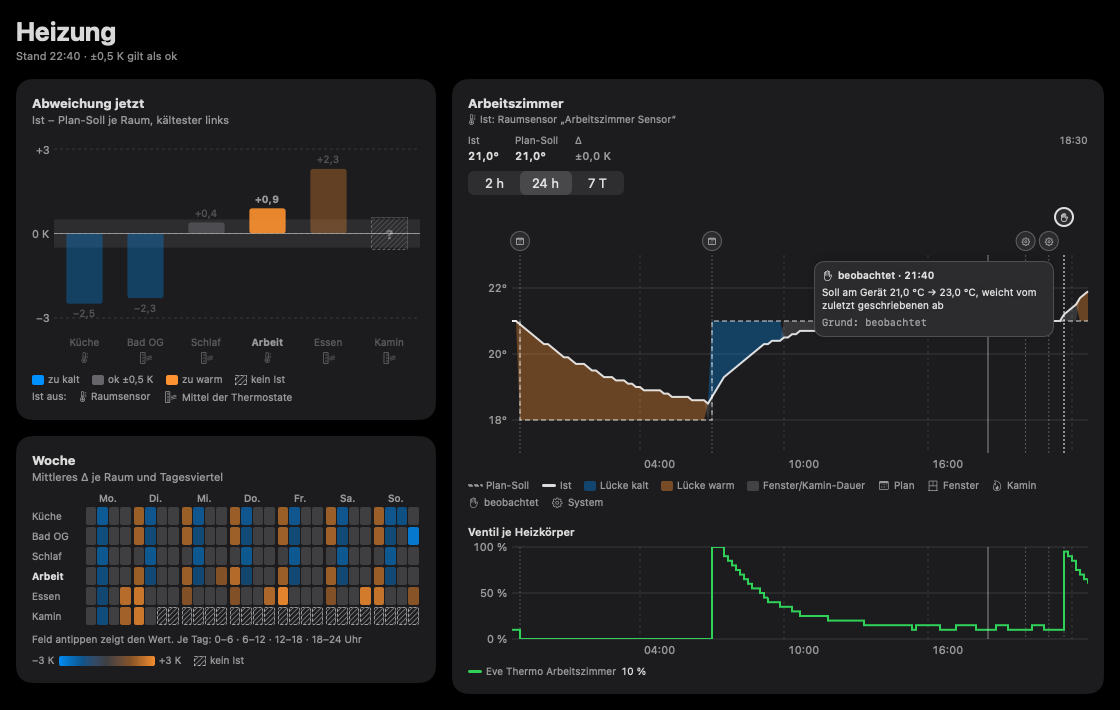 Heizung
Stand 22:40 · ±0,5 K gilt als ok
Abweichung jetzt
Ist – Plan-Soll je Raum, kältester links
+3
+2,3
+0,9
+0,4
0 K
?
−2,5
−2,3
−3
Küche
Bad OG
Schlaf
Arbeit
Essen
Kamin
zu kalt
ok ±0,5 K
zu warm
kein Ist
Ist aus:
Raumsensor
Mittel der Thermostate
Woche
Mittleres Δ je Raum und Tagesviertel
Mo.
Di.
Mi.
Do.
Fr.
Sa.
So.
Küche
Bad OG
Schlaf
Arbeit
Essen
Kamin
Feld antippen zeigt den Wert. Je Tag: 0–6 · 6–12 · 12–18 · 18–24 Uhr
−3 K
+3 K
kein Ist
Arbeitszimmer
Ist: Raumsensor „Arbeitszimmer Sensor“
Ist
Plan-Soll
Δ
18:30
21,0°
21,0°
±0,0 K
2 h
24 h
7 T
beobachtet · 21:40
Soll am Gerät 21,0 °C → 23,0 °C, weicht vom
zuletzt geschriebenen ab
Grund: beobachtet
22°
20°
18°
04:00
10:00
16:00
Plan-Soll
Ist
Lücke kalt
Lücke warm
Fenster/Kamin-Dauer
Plan
Fenster
Kamin
beobachtet
System
Ventil je Heizkörper
100 %
50 %
0 %
04:00
10:00
16:00
Eve Thermo Arbeitszimmer 10 %